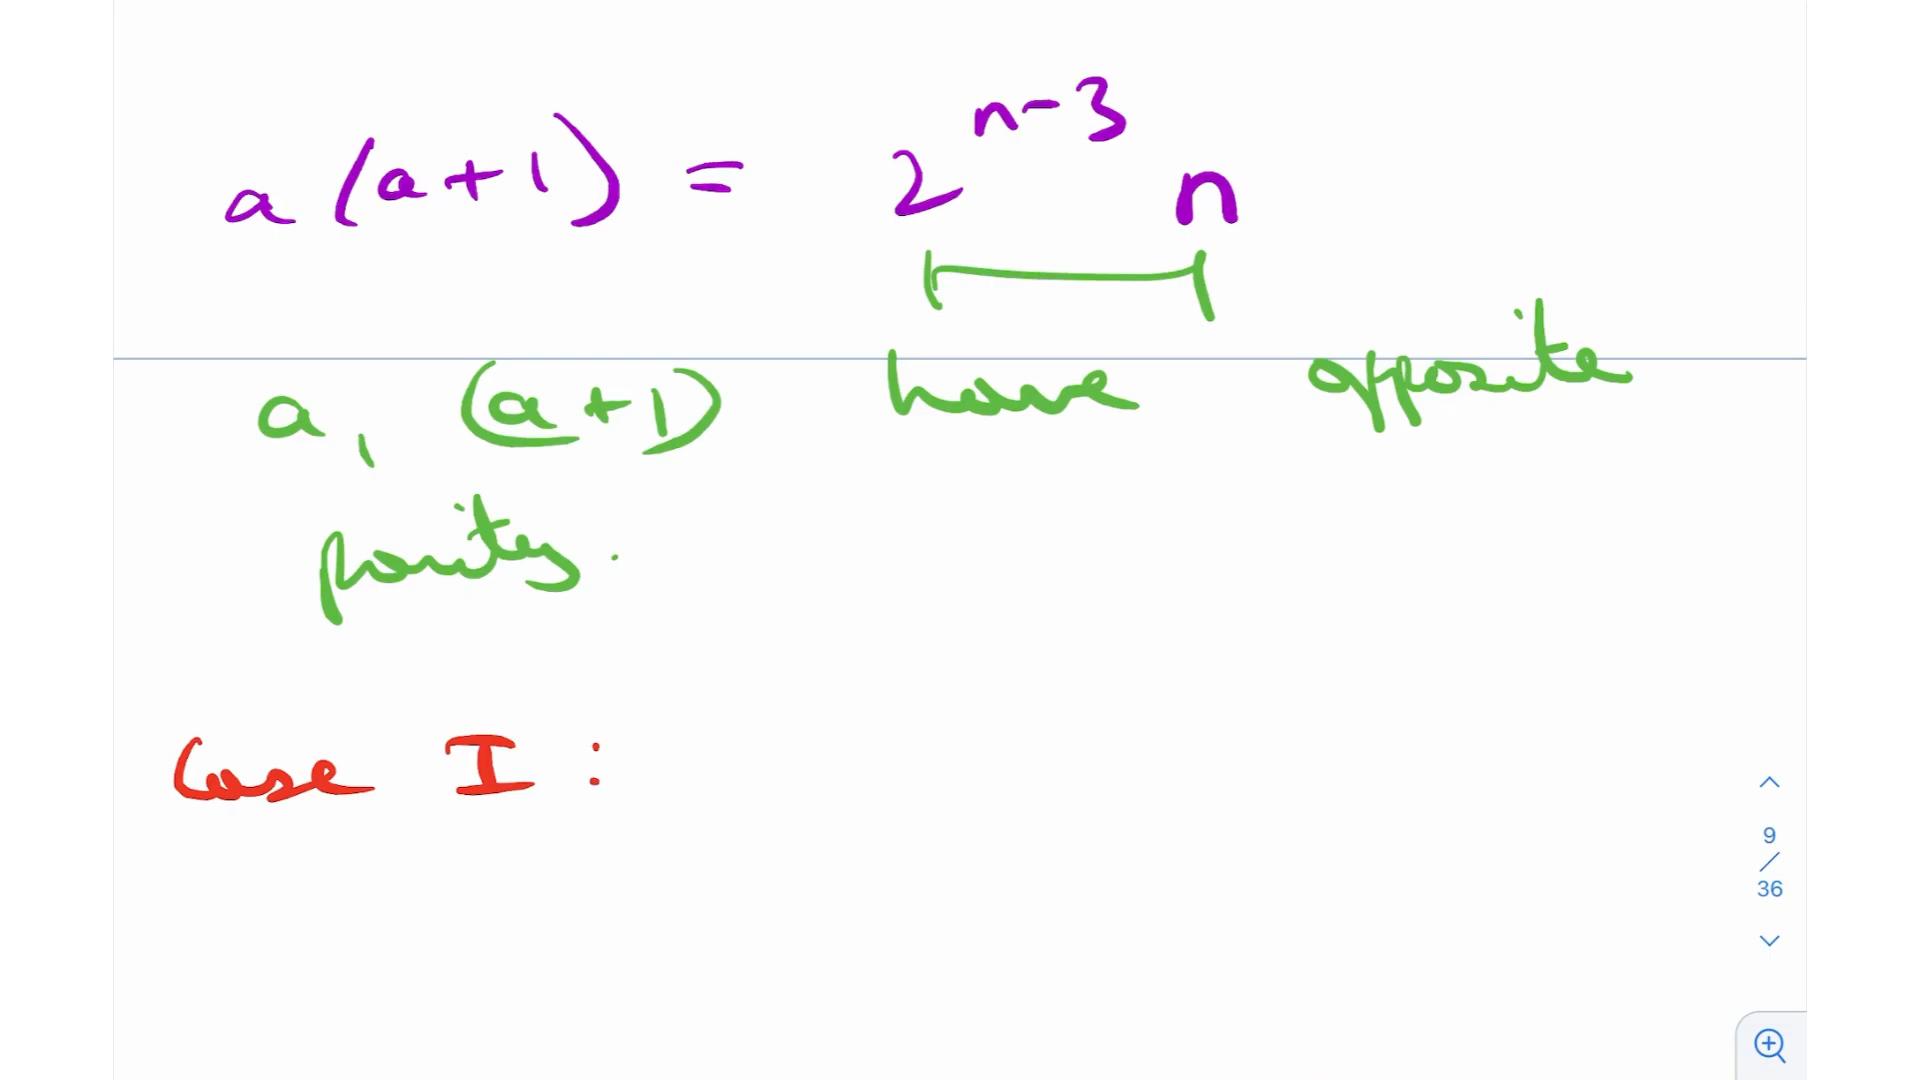 a (a+1) = 2^{n-3} n
a, (a+1) have opposite
parity.
Case I :
9
/
36